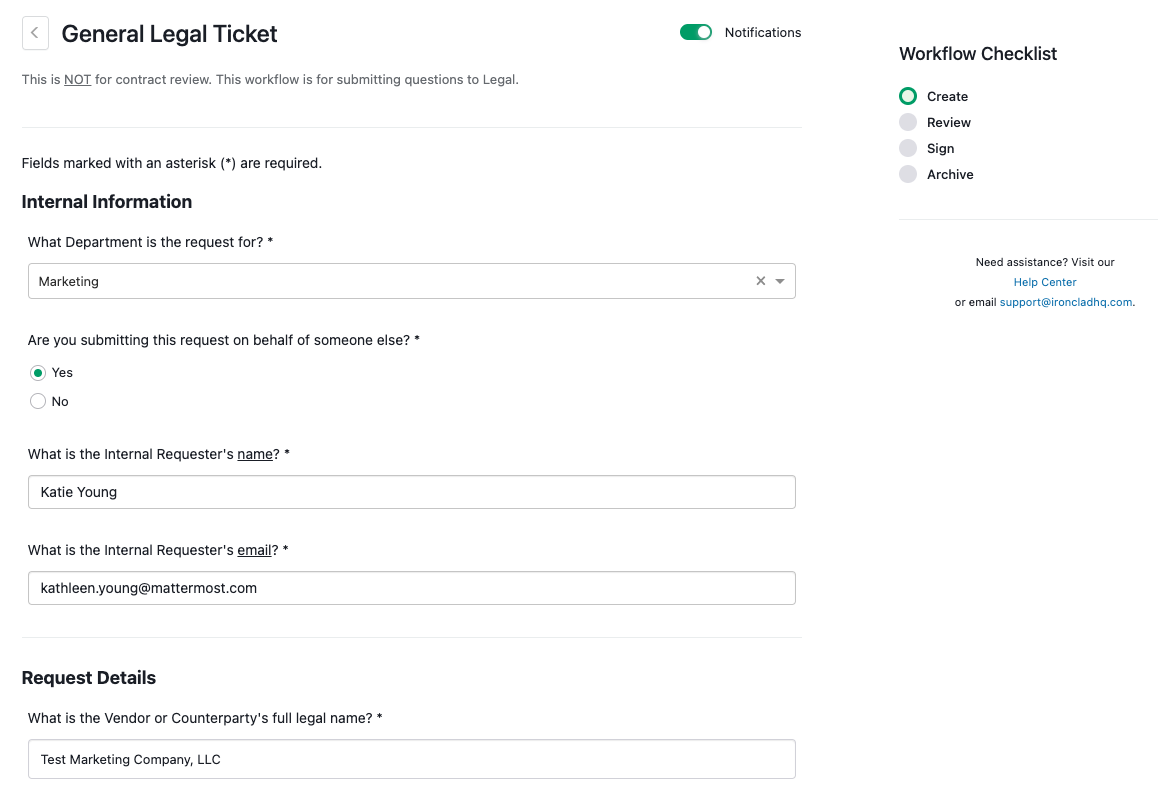 General Legal Ticket
Notifications
This is NOT for contract review. This workflow is for submitting questions to Legal.
Fields marked with an asterisk (*) are required.
Internal Information
What Department is the request for? *
Marketing
Are you submitting this request on behalf of someone else? *
Yes
No
What is the Internal Requester's name? *
Katie Young
What is the Internal Requester's email? *
kathleen.young@mattermost.com
Request Details
What is the Vendor or Counterparty's full legal name? *
Test Marketing Company, LLC
Workflow Checklist
Create
Review
Sign
Archive
Need assistance? Visit our
Help Center
or email support@ironcladhq.com.